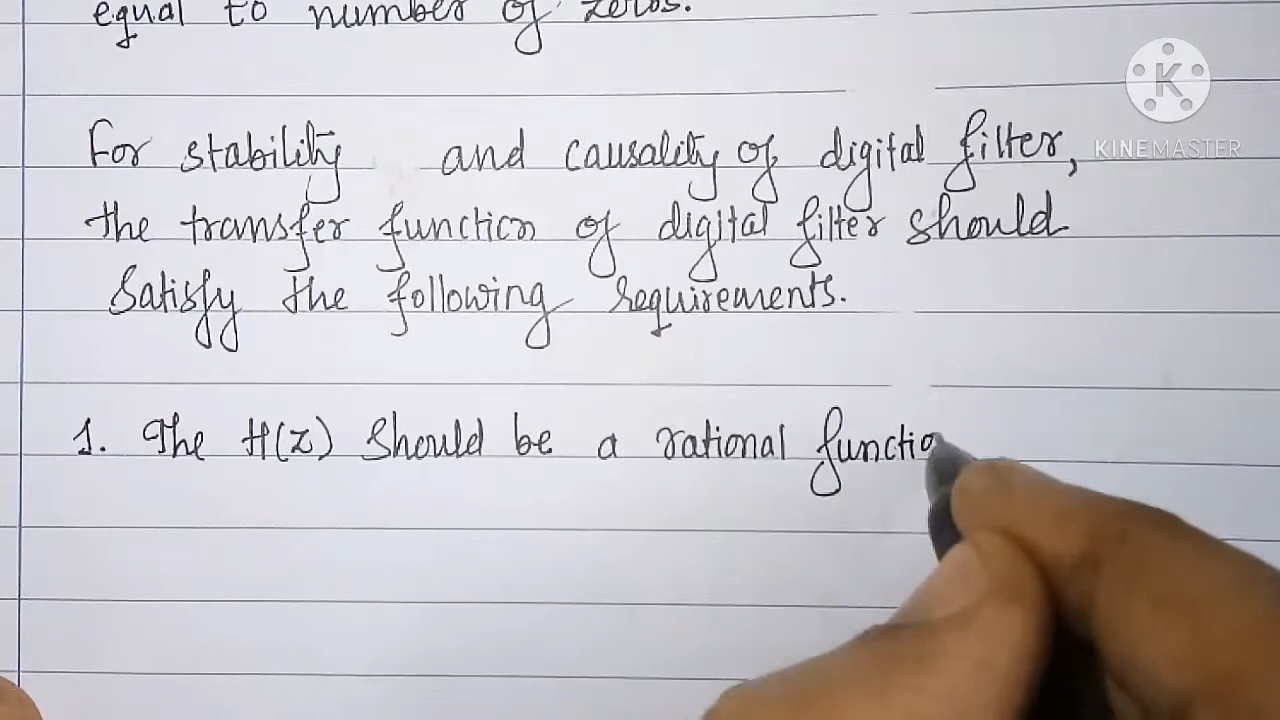 equal to number of zeros.
For stability and causality of digital filter,
the transfer function of digital filter should
satisfy the following requirements.
1. The H(z) should be a rational functio
K
KINEMASTER